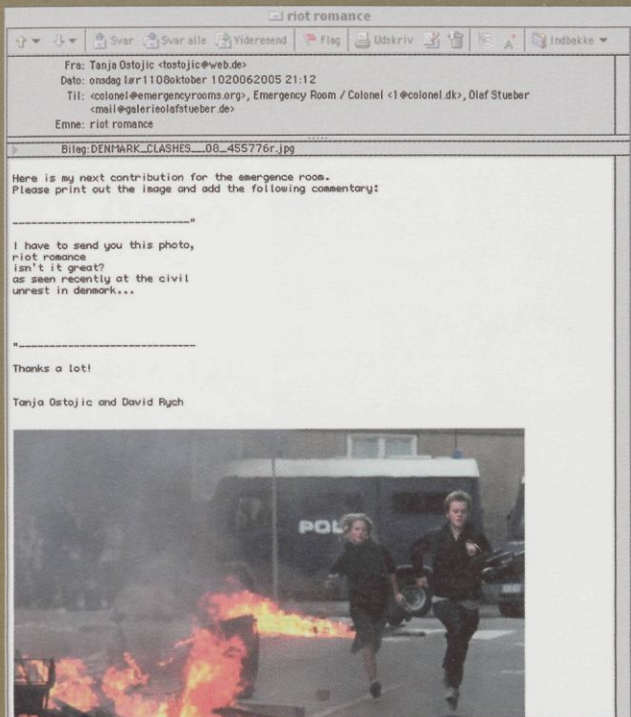 riot romance
Svar Svar alle Videresend Flag Udskriv Indbakke
Fra: Tanja Ostojic <tostojic@web.de>
Dato: onsdag lør1108oktober 1020062005 21:12
Til: <colonel@emergencyrooms.org>, Emergency Room / Colonel <1@colonel.dk>, Olaf Stueber
<mail@galerieolafstueber.de>
Emne: riot romance
Bilag:DENMARK_CLASHES__08_455776r.jpg
Here is my next contribution for the emergence room.
Please print out the image and add the following commentary:
____________________________"
I have to send you this photo,
riot romance
isn't it great?
as seen recently at the civil
unrest in denmark...
"____________________________
Thanks a lot!
Tanja Ostojic and David Rych
POL